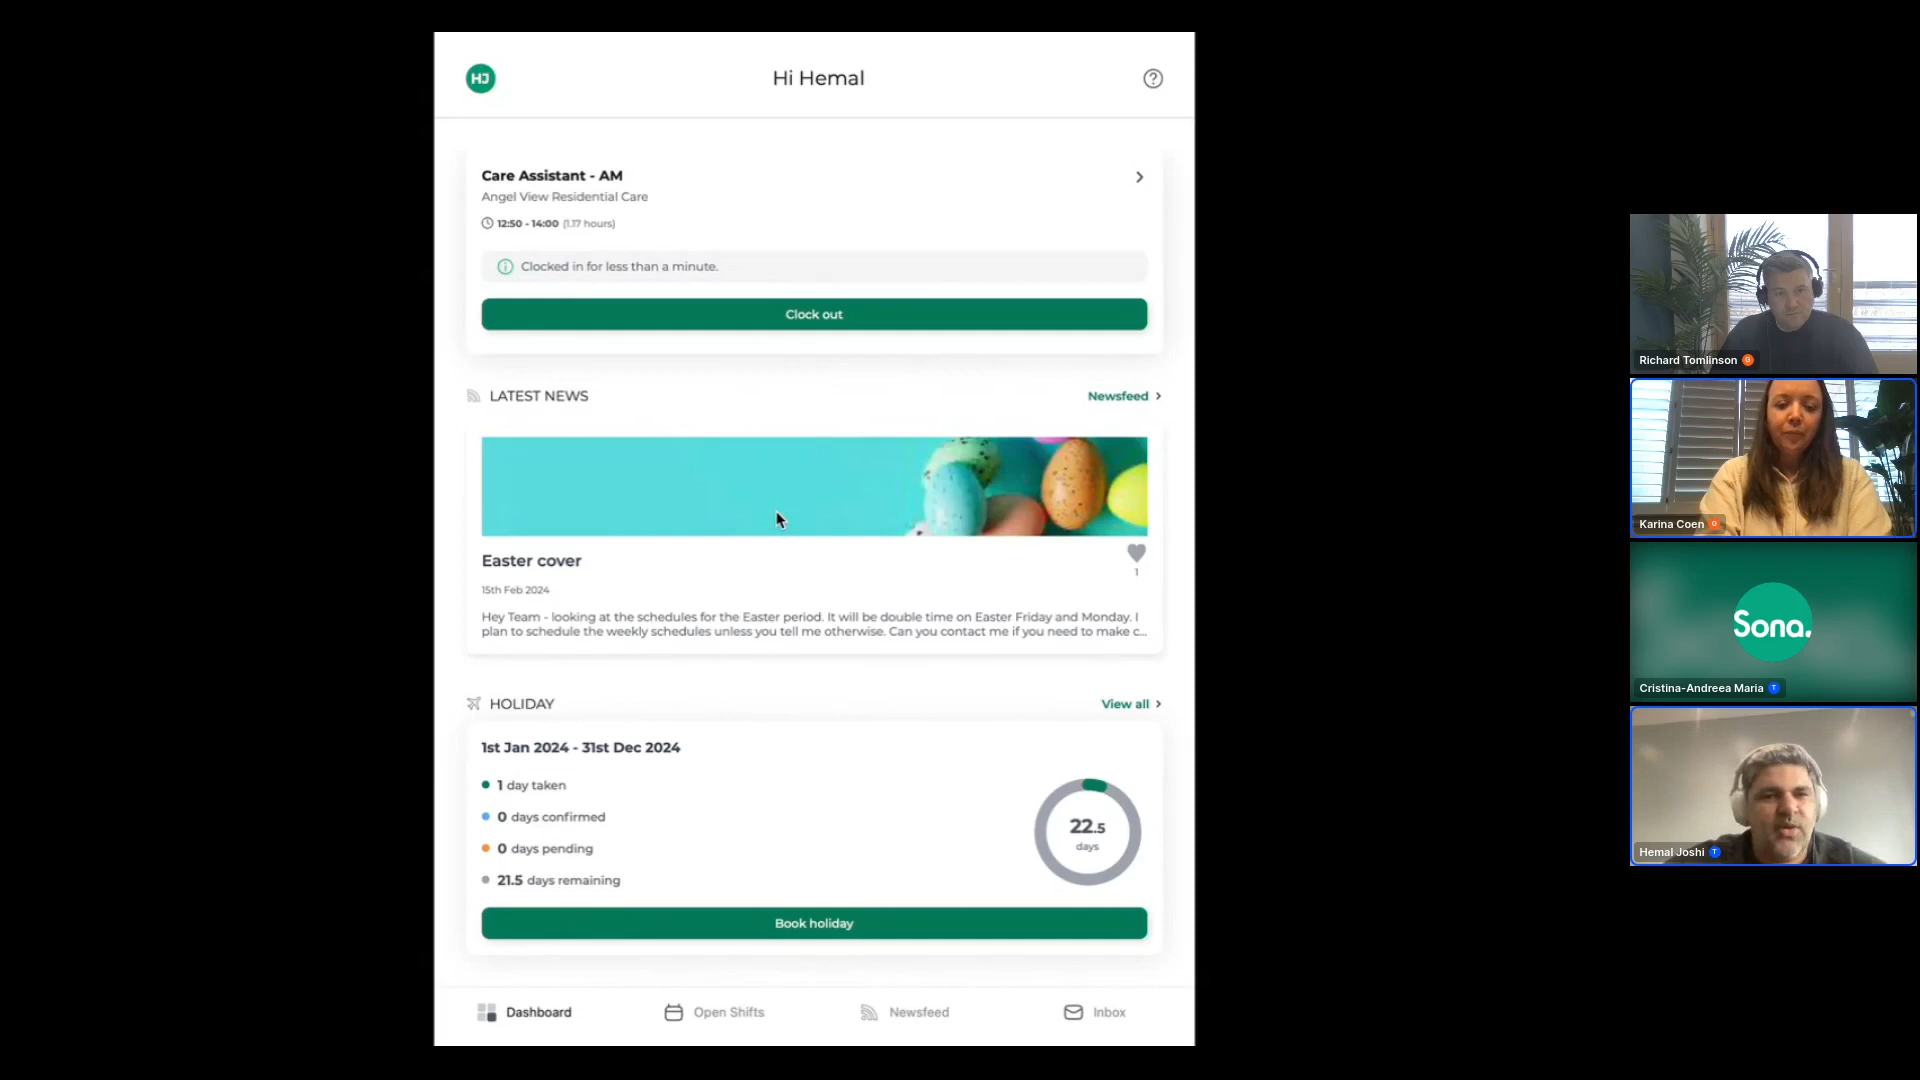 HJ
Hi Hemal
Care Assistant - AM
Angel View Residential Care
12:50 - 14:00 (1.17 hours)
Clocked in for less than a minute.
Clock out
LATEST NEWS
Newsfeed
Easter cover
1
15th Feb 2024
Hey Team - looking at the schedules for the Easter period. It will be double time on Easter Friday and Monday. I
plan to schedule the weekly schedules unless you tell me otherwise. Can you contact me if you need to make c...
HOLIDAY
View all
1st Jan 2024 - 31st Dec 2024
1 day taken
0 days confirmed
0 days pending
21.5 days remaining
22.5
days
Book holiday
Dashboard
Open Shifts
Newsfeed
Inbox
Richard Tomlinson G
Karina Coen G
Sona.
Cristina-Andreea Maria T
Hemal Joshi T